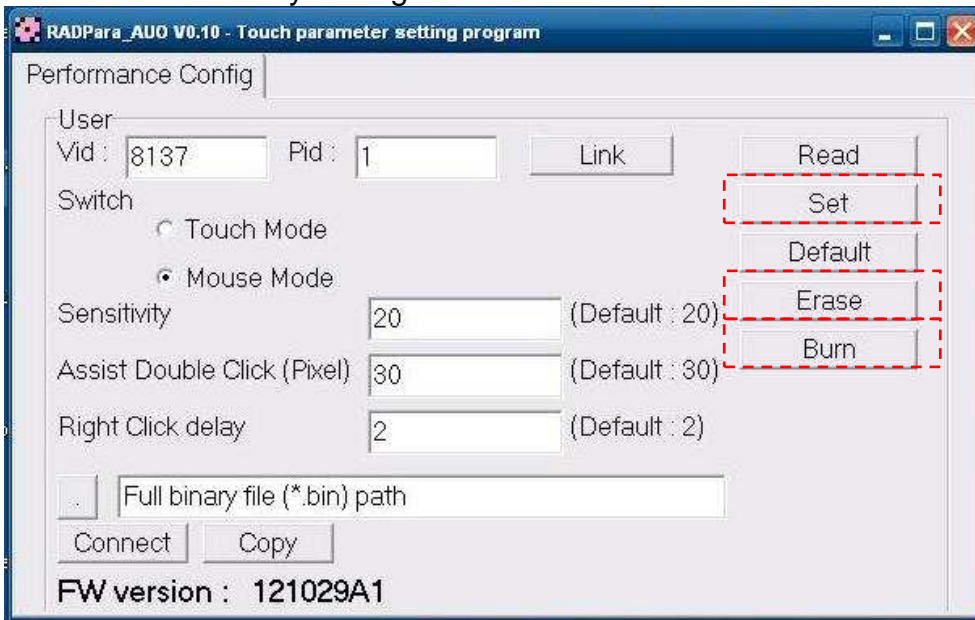 RADPara_AUO V0.10 - Touch parameter setting program
Performance Config
User
Vid : 8137 Pid : 1 Link Read
Switch Set
Touch Mode
Default
Mouse Mode
Sensitivity 20 (Default : 20) Erase
Assist Double Click (Pixel) 30 (Default : 30) Burn
Right Click delay 2 (Default : 2)
. Full binary file (*.bin) path
Connect Copy
FW version : 121029A1